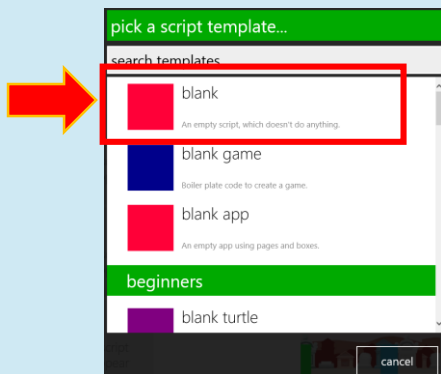 pick a script template...
search templates
blank
An empty script, which doesn't do anything.
blank game
Boiler plate code to create a game.
blank app
An empty app using pages and boxes.
beginners
blank turtle
cancel